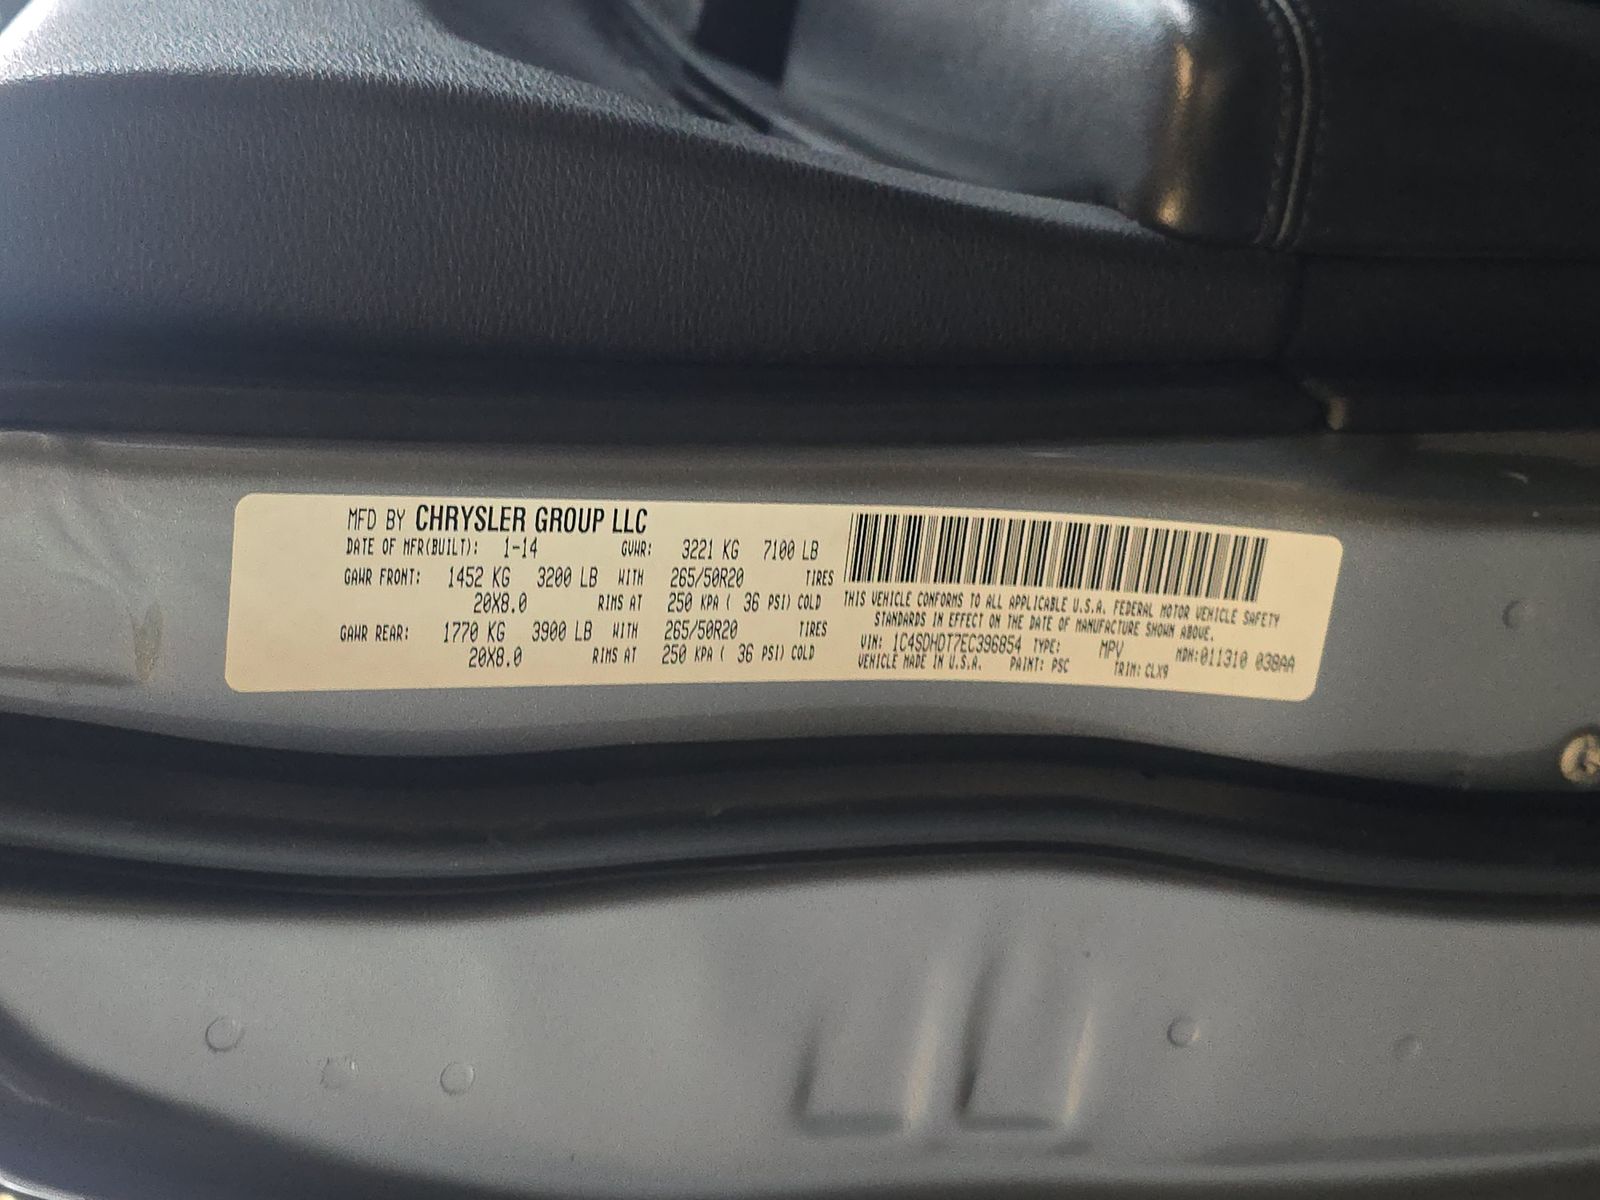 MFD BY CHRYSLER GROUP LLC
DATE OF MFR(BUILT): 1-14 GVWR: 3221 KG 7100 LB
GAWR FRONT: 1452 KG 3200 LB WITH 265/50R20 TIRES
20X8.0 RIMS AT 250 KPA ( 36 PSI) COLD
GAWR REAR: 1770 KG 3900 LB WITH 265/50R20 TIRES
20X8.0 RIMS AT 250 KPA ( 36 PSI) COLD
THIS VEHICLE CONFORMS TO ALL APPLICABLE U.S.A. FEDERAL MOTOR VEHICLE SAFETY
STANDARDS IN EFFECT ON THE DATE OF MANUFACTURE SHOWN ABOVE.
VIN: 1C4SDHDT7EC396854 TYPE: MPV MDH:011310 038AA
VEHICLE MADE IN U.S.A. PAINT: PSC TRIM: CLX9